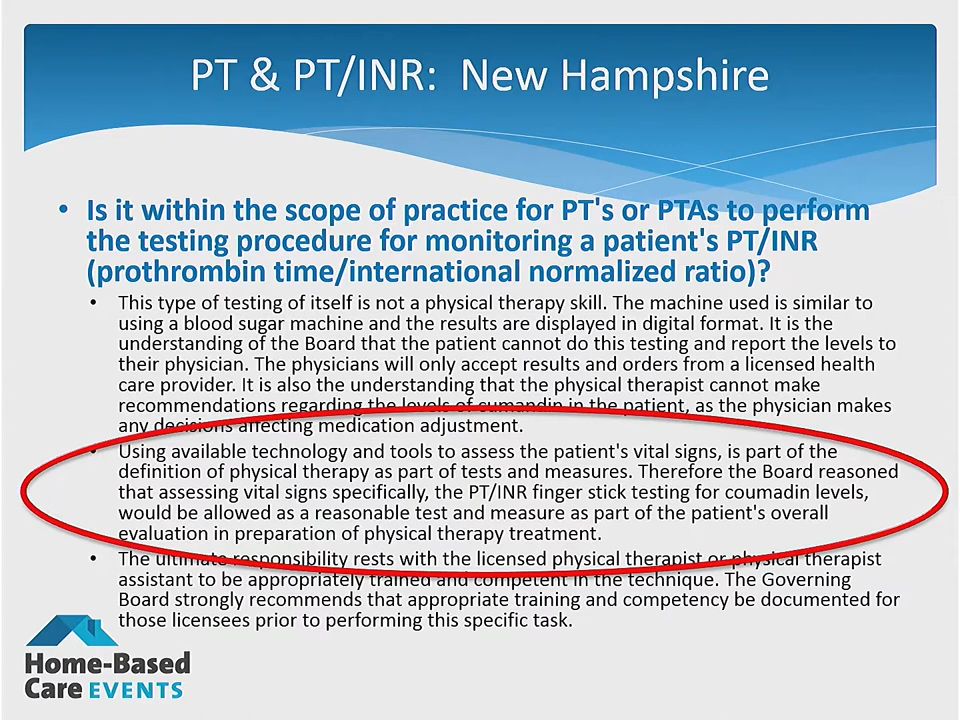 PT & PT/INR: New Hampshire
• Is it within the scope of practice for PT's or PTAs to perform
the testing procedure for monitoring a patient's PT/INR
(prothrombin time/international normalized ratio)?
• This type of testing of itself is not a physical therapy skill. The machine used is similar to
using a blood sugar machine and the results are displayed in digital format. It is the
understanding of the Board that the patient cannot do this testing and report the levels to
their physician. The physicians will only accept results and orders from a licensed health
care provider. It is also the understanding that the physical therapist cannot make
recommendations regarding the levels of cumandin in the patient, as the physician makes
any decisions affecting medication adjustment.
• Using available technology and tools to assess the patient's vital signs, is part of the
definition of physical therapy as part of tests and measures. Therefore the Board reasoned
that assessing vital signs specifically, the PT/INR finger stick testing for coumadin levels,
would be allowed as a reasonable test and measure as part of the patient's overall
evaluation in preparation of physical therapy treatment.
• The ultimate responsibility rests with the licensed physical therapist or physical therapist
assistant to be appropriately trained and competent in the technique. The Governing
Board strongly recommends that appropriate training and competency be documented for
those licensees prior to performing this specific task.
Home-Based
Care EVENTS